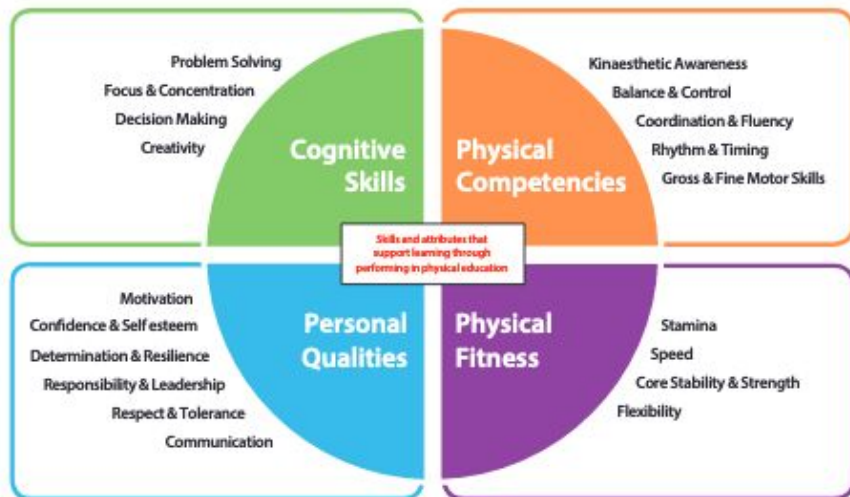 Problem Solving
Focus & Concentration
Decision Making
Creativity
Cognitive
Skills
Kinaesthetic Awareness
Balance & Control
Coordination & Fluency
Rhythm & Timing
Gross & Fine Motor Skills
Physical
Competencies
Skills and attributes that
support learning through
performing in physical education
Motivation
Confidence & Self esteem
Determination & Resilience
Responsibility & Leadership
Respect & Tolerance
Communication
Personal
Qualities
Physical
Fitness
Stamina
Speed
Core Stability & Strength
Flexibility